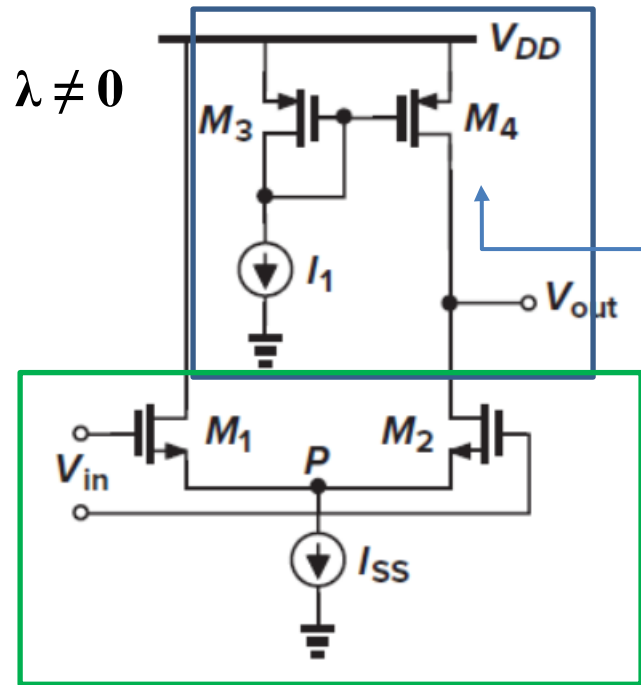 V_DD
λ ≠ 0
M_3
M_4
I_1
V_out
M_1
M_2
P
V_in
I_SS